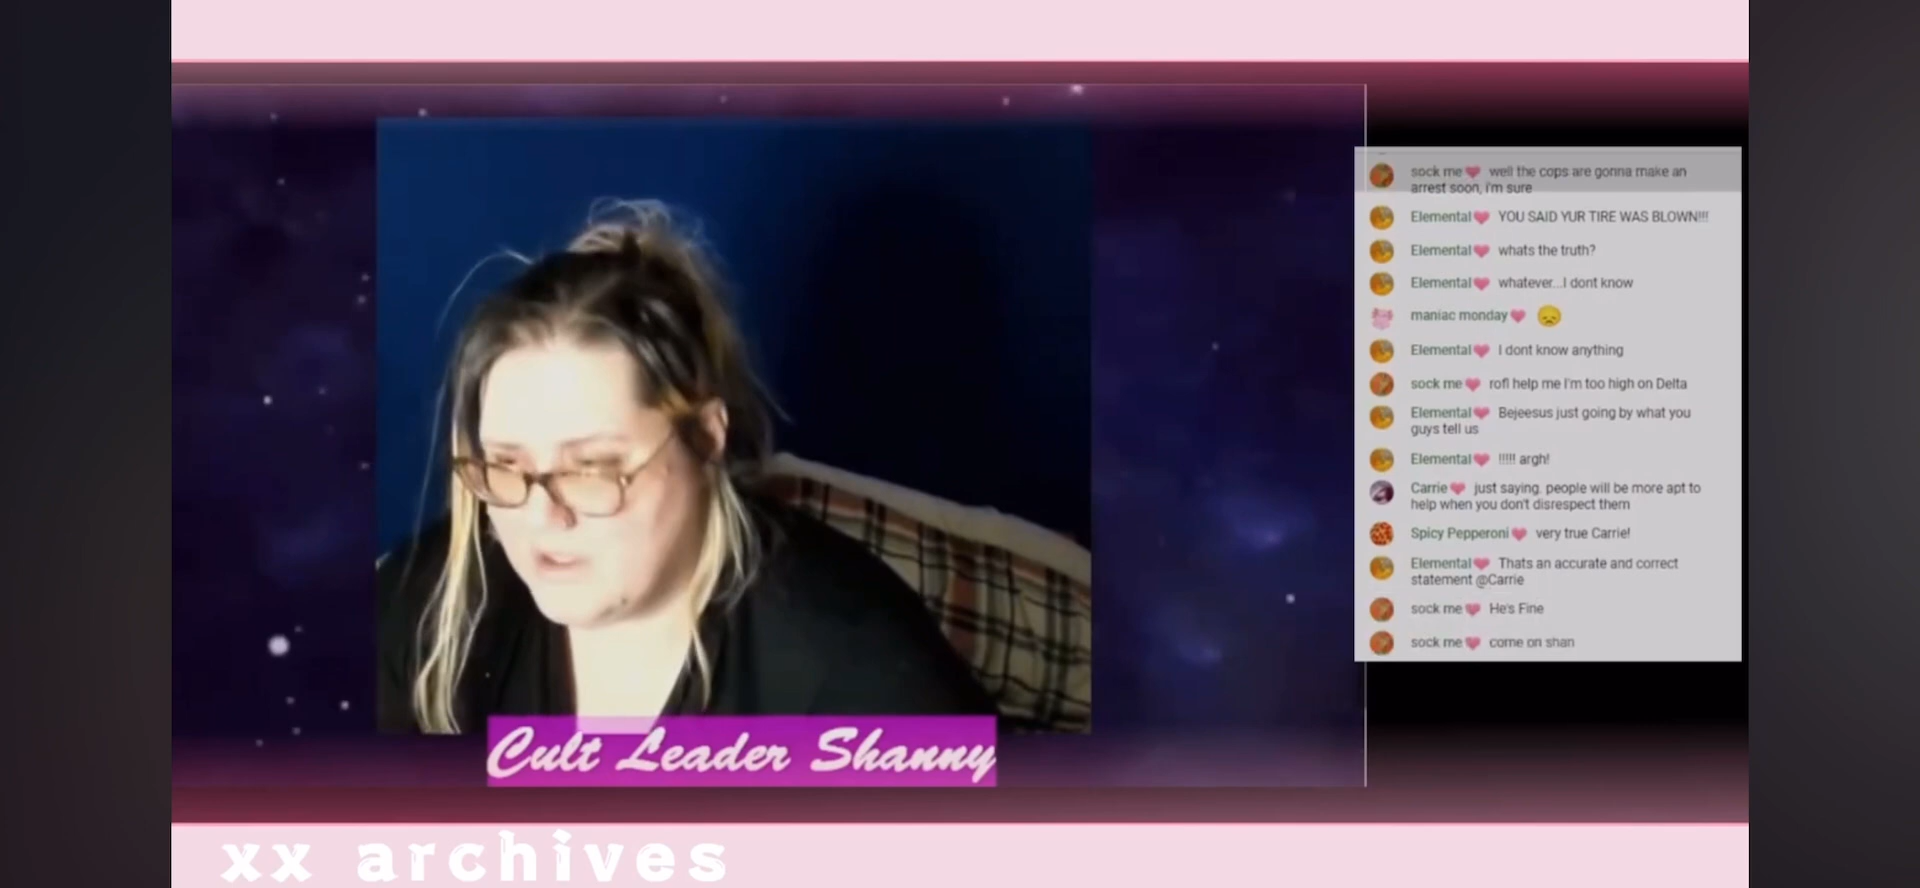 sock me well the cops are gonna make an
arrest soon, i'm sure
Elemental YOU SAID YUR TIRE WAS BLOWN!!!
Elemental whats the truth?
Elemental whatever...I dont know
maniac monday
Elemental I dont know anything
sock me rofl help me I'm too high on Delta
Elemental Bejeesus just going by what you
guys tell us
Elemental !!!!! argh!
Carrie just saying, people will be more apt to
help when you don't disrespect them
Spicy Pepperoni very true Carrie!
Elemental Thats an accurate and correct
statement @Carrie
sock me He's Fine
sock me come on shan
Cult Leader Shanny
xx archives